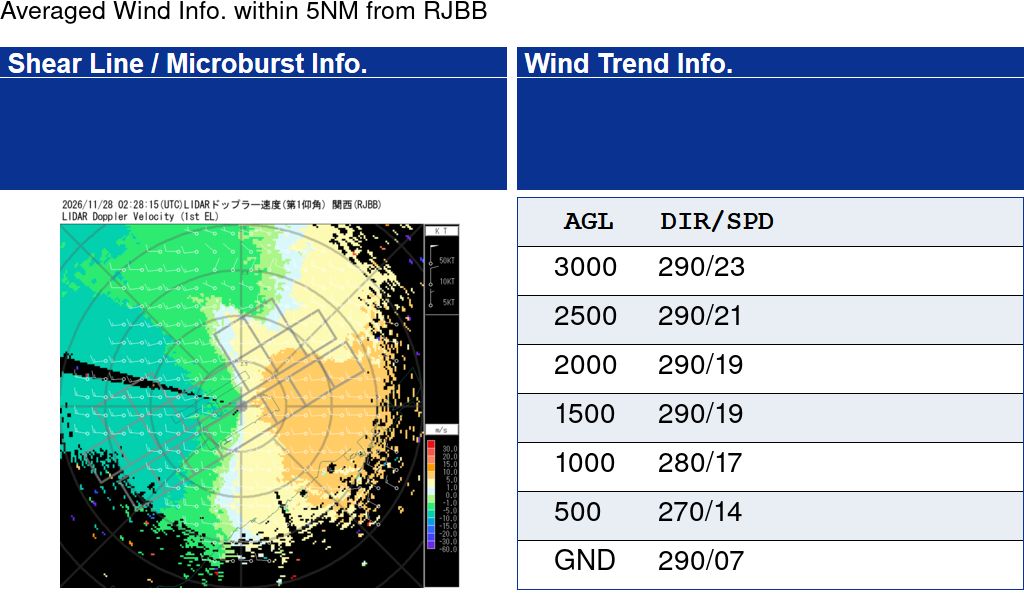 Averaged Wind Info. within 5NM from RJBB
Shear Line / Microburst Info.
Wind Trend Info.
2026/11/28 02:28:15(UTC)LIDARドップラー速度(第1仰角) 関西(RJBB)
LIDAR Doppler Velocity (1st EL)
K T
50KT
10KT
5KT
m/s
30.0
20.0
15.0
10.0
5.0
1.0
0.0
-1.0
-5.0
-10.0
-15.0
-20.0
-30.0
-60.0
AGL DIR/SPD
3000 290/23
2500 290/21
2000 290/19
1500 290/19
1000 280/17
500 270/14
GND 290/07